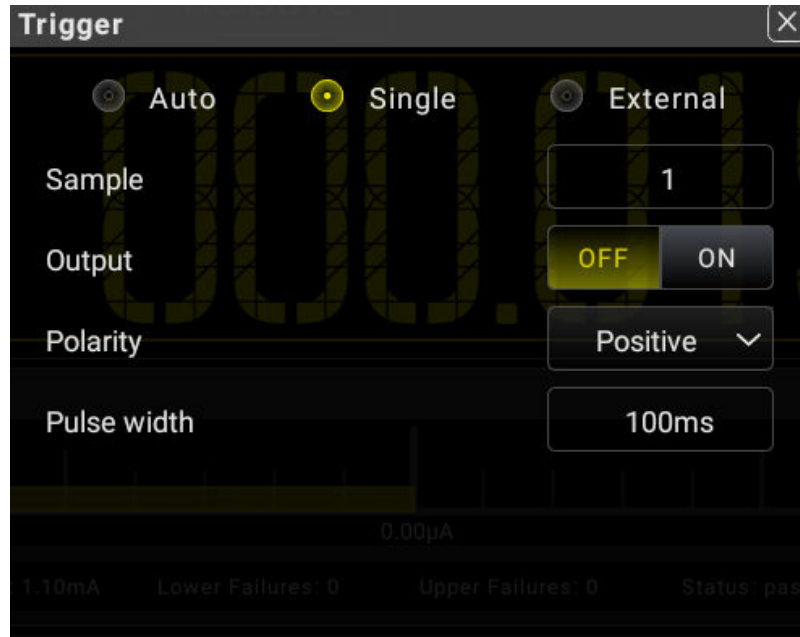 Trigger
Auto Single External
Sample 1
Output OFF ON
Polarity Positive
Pulse width 100ms
0.00µA
1.10mA Lower Failures: 0 Upper Failures: 0 Status: pas